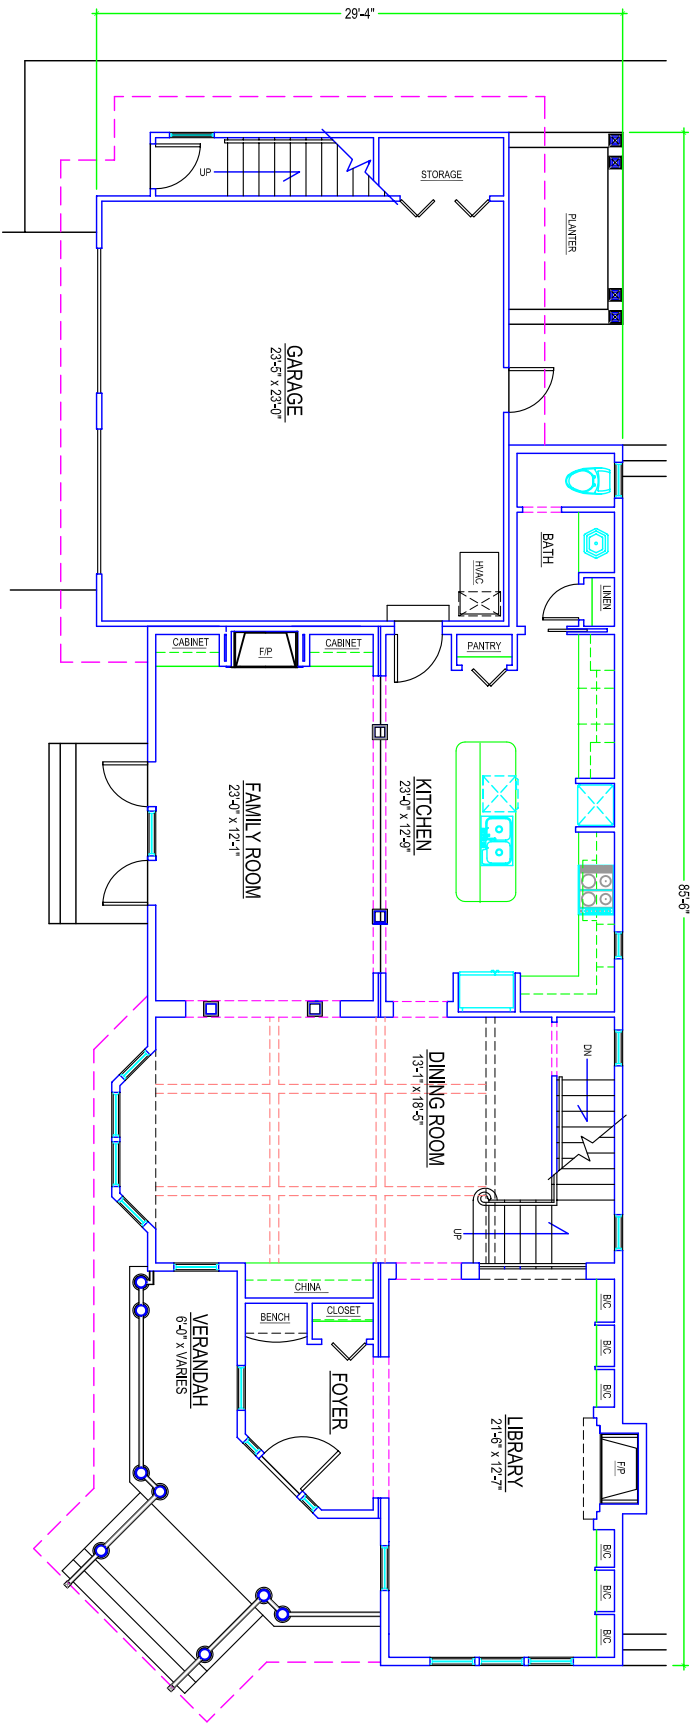 29'-4"
UP
STORAGE
PLANTER
GARAGE
23'-5" x 23'-0"
HVAC
BATH
LINEN
CABINET
F/P
CABINET
PANTRY
FAMILY ROOM
23'-0" x 12'-1"
KITCHEN
23'-0" x 12'-9"
85'-6"
DINING ROOM
13'-1" x 18'-5"
DN
UP
CHINA
BENCH
CLOSET
VERANDAH
6'-0" x VARIES
FOYER
LIBRARY
21'-6" x 12'-7"
B/C
B/C
B/C
F/P
B/C
B/C
B/C